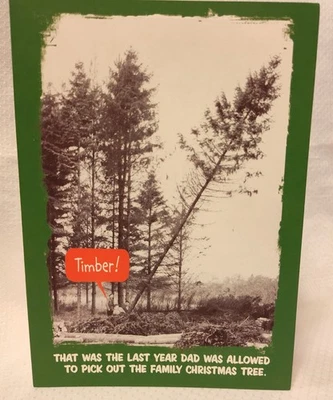 Timber!
THAT WAS THE LAST YEAR DAD WAS ALLOWED
TO PICK OUT THE FAMILY CHRISTMAS TREE.